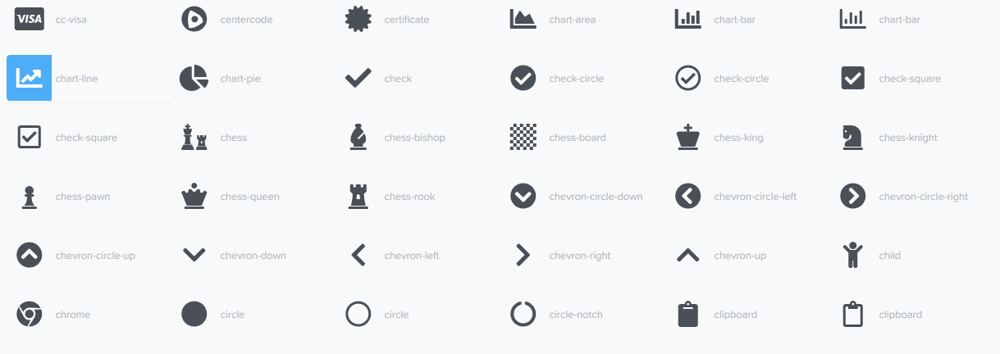 VISA cc-visa centercode certificate chart-area chart-bar chart-bar
chart-line chart-pie check check-circle check-circle check-square
check-square chess chess-bishop chess-board chess-king chess-knight
chess-pawn chess-queen chess-rook chevron-circle-down chevron-circle-left chevron-circle-right
chevron-circle-up chevron-down chevron-left chevron-right chevron-up child
chrome circle circle circle-notch clipboard clipboard